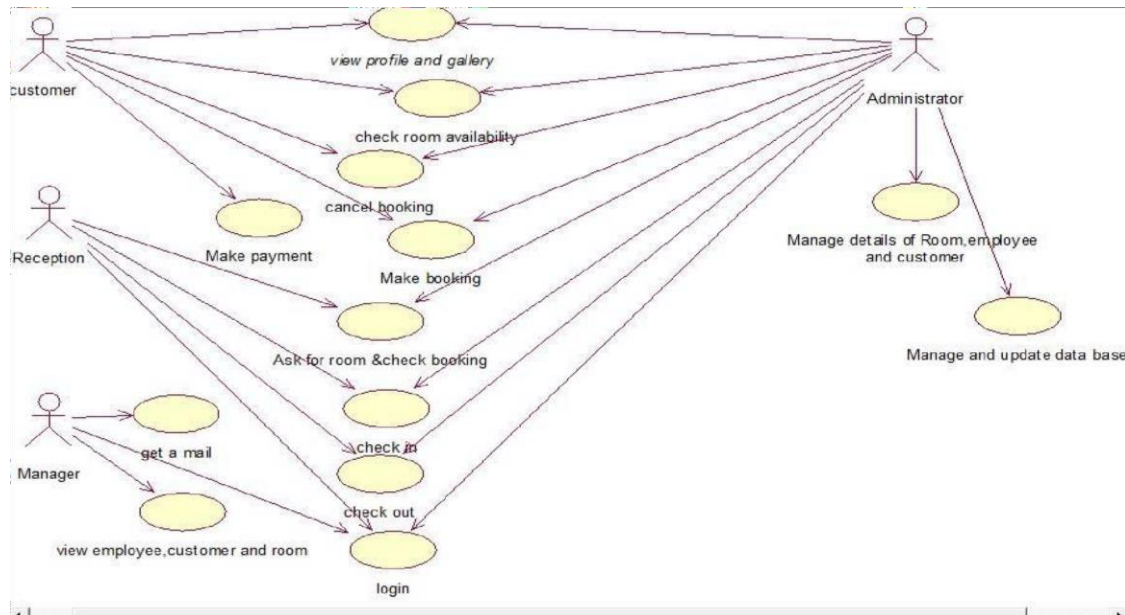 view profile and gallery
customer
Administrator
check room availability
cancel booking
Reception
Make payment
Make booking
Manage details of Room,employee
and customer
Ask for room &check booking
Manage and update data base
check in
get a mail
Manager
check out
view employee,customer and room
login